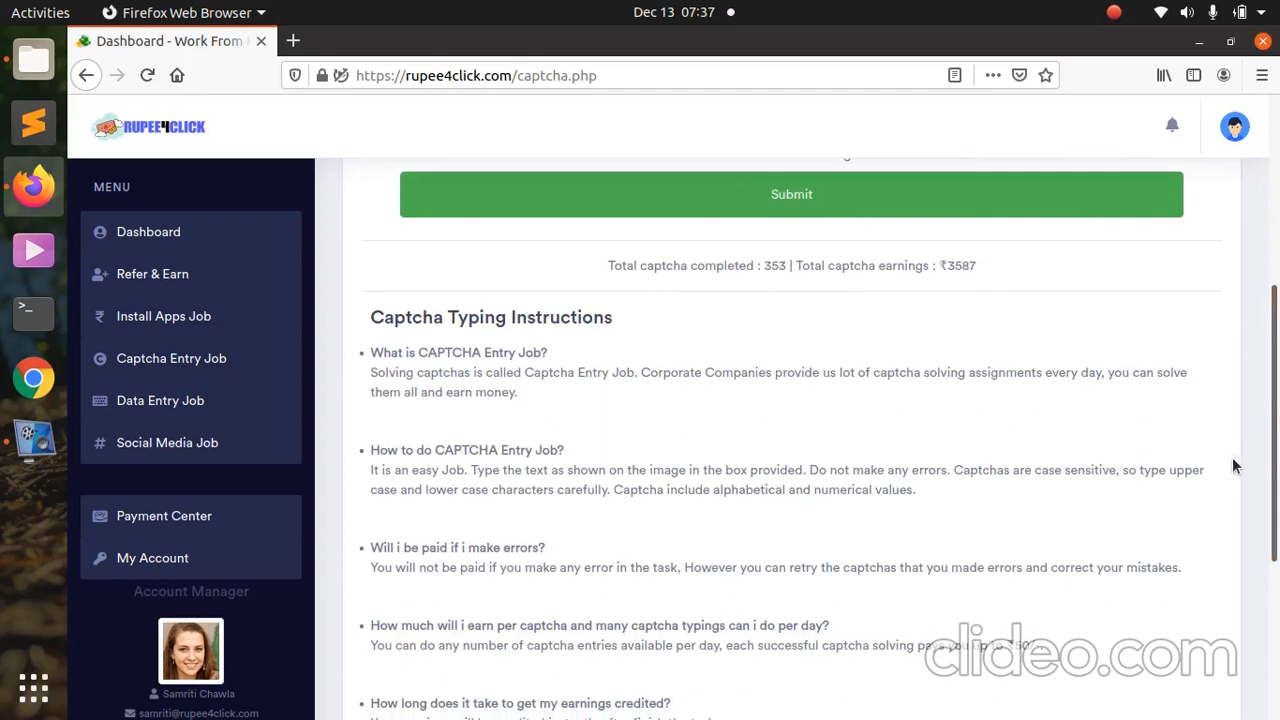 Activities
Firefox Web Browser
Dec 13 07:37
Dashboard - Work From
https://rupee4click.com/captcha.php
RUPEE4CLICK
MENU
Dashboard
Refer & Earn
Install Apps Job
Captcha Entry Job
Data Entry Job
Social Media Job
Payment Center
My Account
Account Manager
Samriti Chawla
samriti@rupee4click.com
Submit
Total captcha completed : 353 | Total captcha earnings : ₹3587
Captcha Typing Instructions
What is CAPTCHA Entry Job?
Solving captchas is called Captcha Entry Job. Corporate Companies provide us lot of captcha solving assignments every day, you can solve
them all and earn money.
How to do CAPTCHA Entry Job?
It is an easy Job. Type the text as shown on the image in the box provided. Do not make any errors. Captchas are case sensitive, so type upper
case and lower case characters carefully. Captcha include alphabetical and numerical values.
Will i be paid if i make errors?
You will not be paid if you make any error in the task, However you can retry the captchas that you made errors and correct your mistakes.
How much will i earn per captcha and many captcha typings can i do per day?
You can do any number of captcha entries available per day, each successful captcha solving pays you up to ₹50
How long does it take to get my earnings credited?
clideo.com